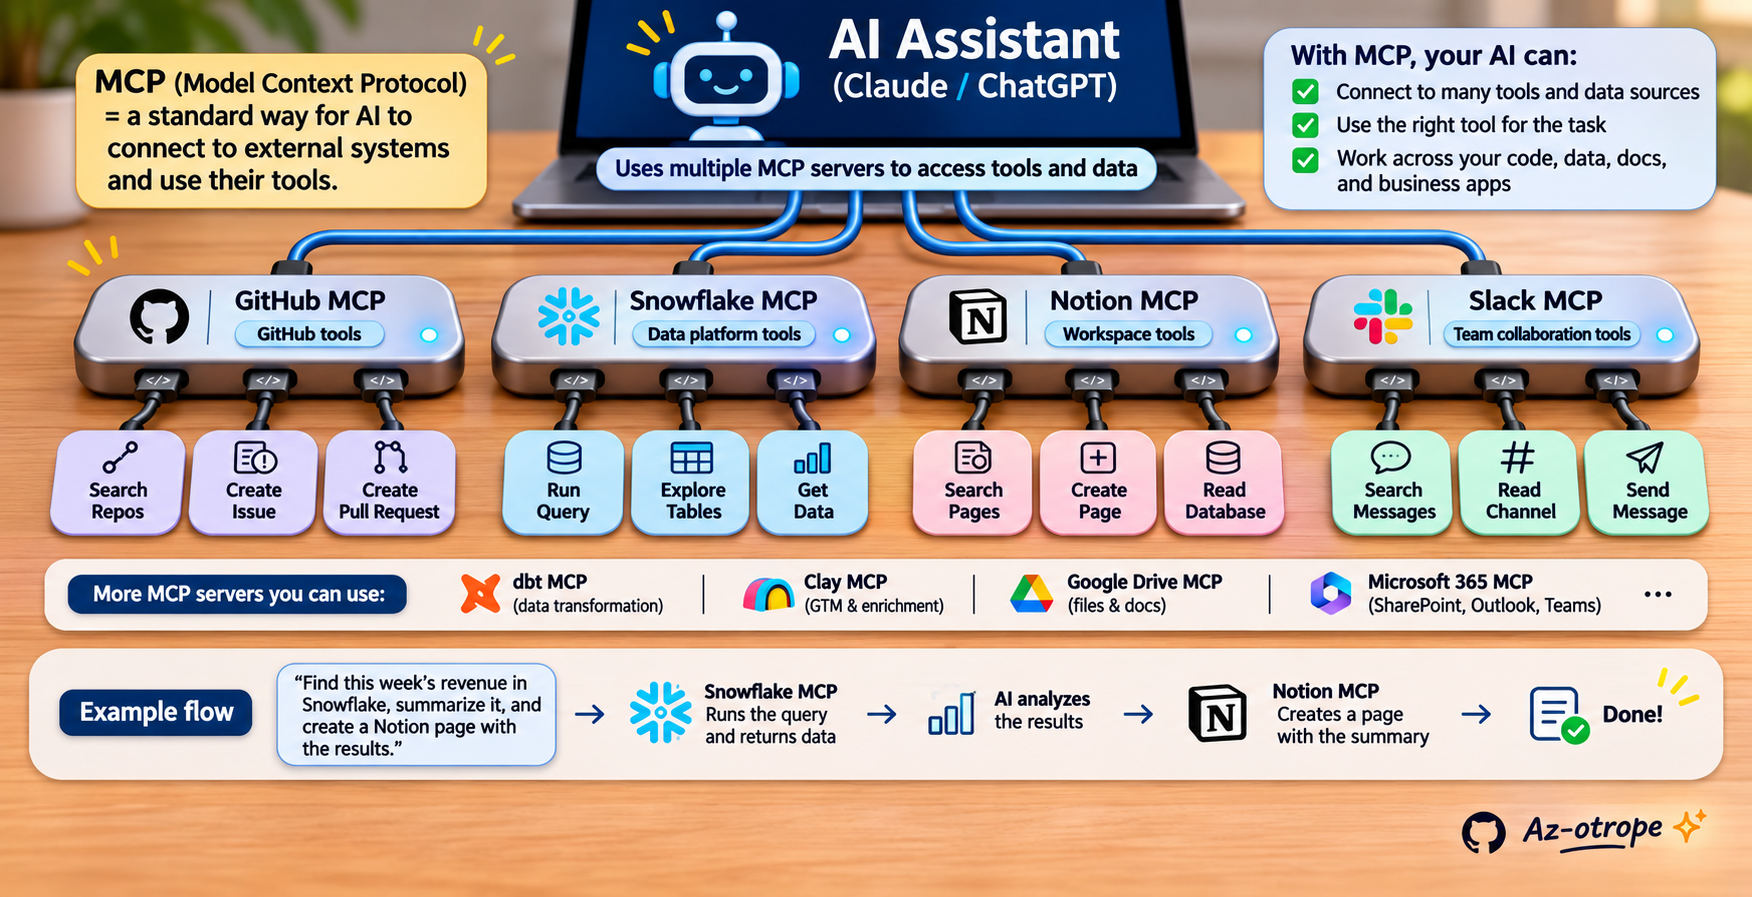 MCP (Model Context Protocol)
= a standard way for AI to
connect to external systems
and use their tools.
AI Assistant
(Claude / ChatGPT)
Uses multiple MCP servers to access tools and data
With MCP, your AI can:
Connect to many tools and data sources
Use the right tool for the task
Work across your code, data, docs,
and business apps
GitHub MCP
GitHub tools
</>
</>
</>
Search
Repos
Create
Issue
Create
Pull Request
Snowflake MCP
Data platform tools
</>
</>
</>
Run
Query
Explore
Tables
Get
Data
N
Notion MCP
Workspace tools
</>
</>
</>
Search
Pages
Create
Page
Read
Database
Slack MCP
Team collaboration tools
</>
</>
</>
Search
Messages
Read
Channel
Send
Message
More MCP servers you can use:
dbt MCP
(data transformation)
Clay MCP
(GTM & enrichment)
Google Drive MCP
(files & docs)
Microsoft 365 MCP
(SharePoint, Outlook, Teams)
...
Example flow
“Find this week’s revenue in
Snowflake, summarize it, and
create a Notion page with
the results.”
Snowflake MCP
Runs the query
and returns data
AI analyzes
the results
N
Notion MCP
Creates a page
with the summary
Done!
Az-otrope